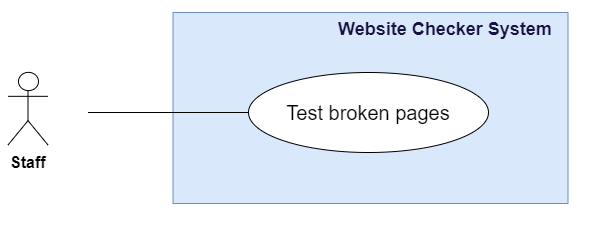 Website Checker System
Test broken pages
Staff